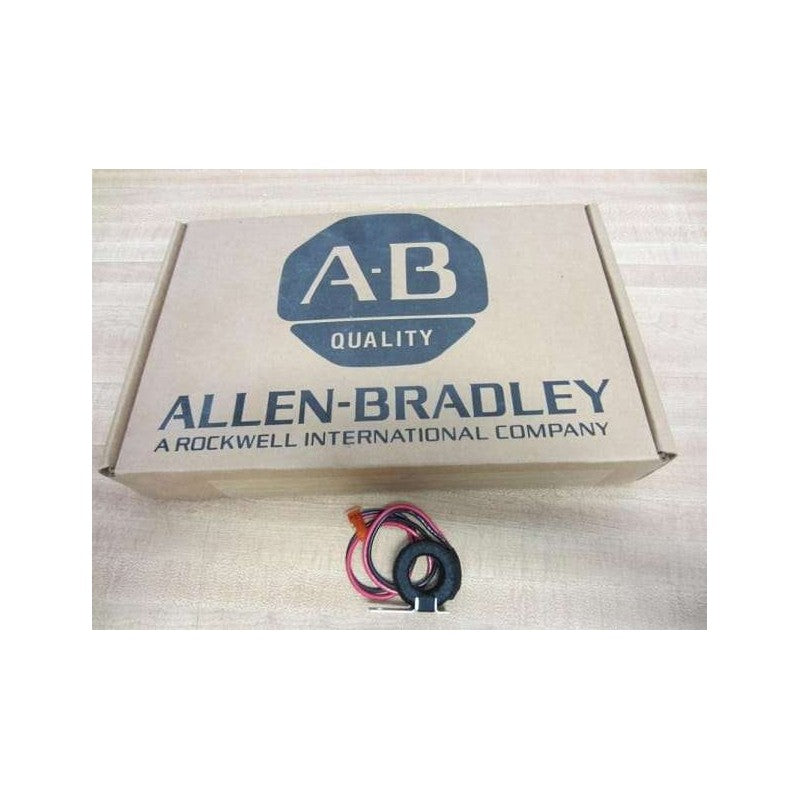 A-B
QUALITY
ALLEN-BRADLEY
A ROCKWELL INTERNATIONAL COMPANY